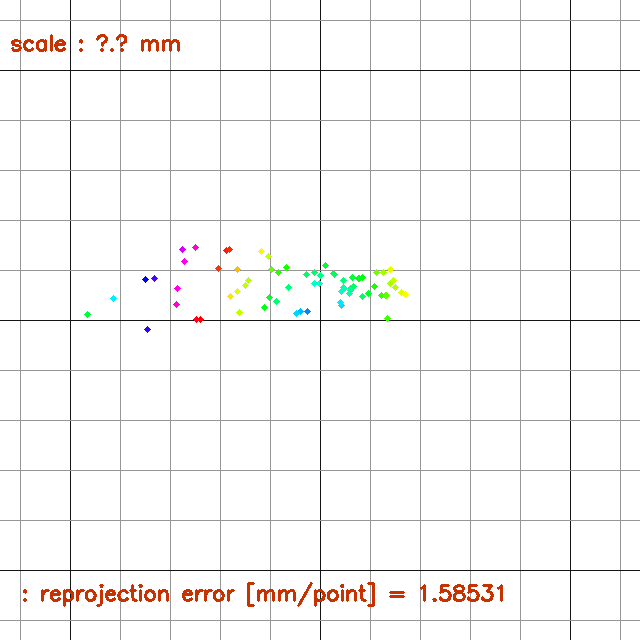 scale : ?.? mm
: reprojection error [mm/point] = 1.58531